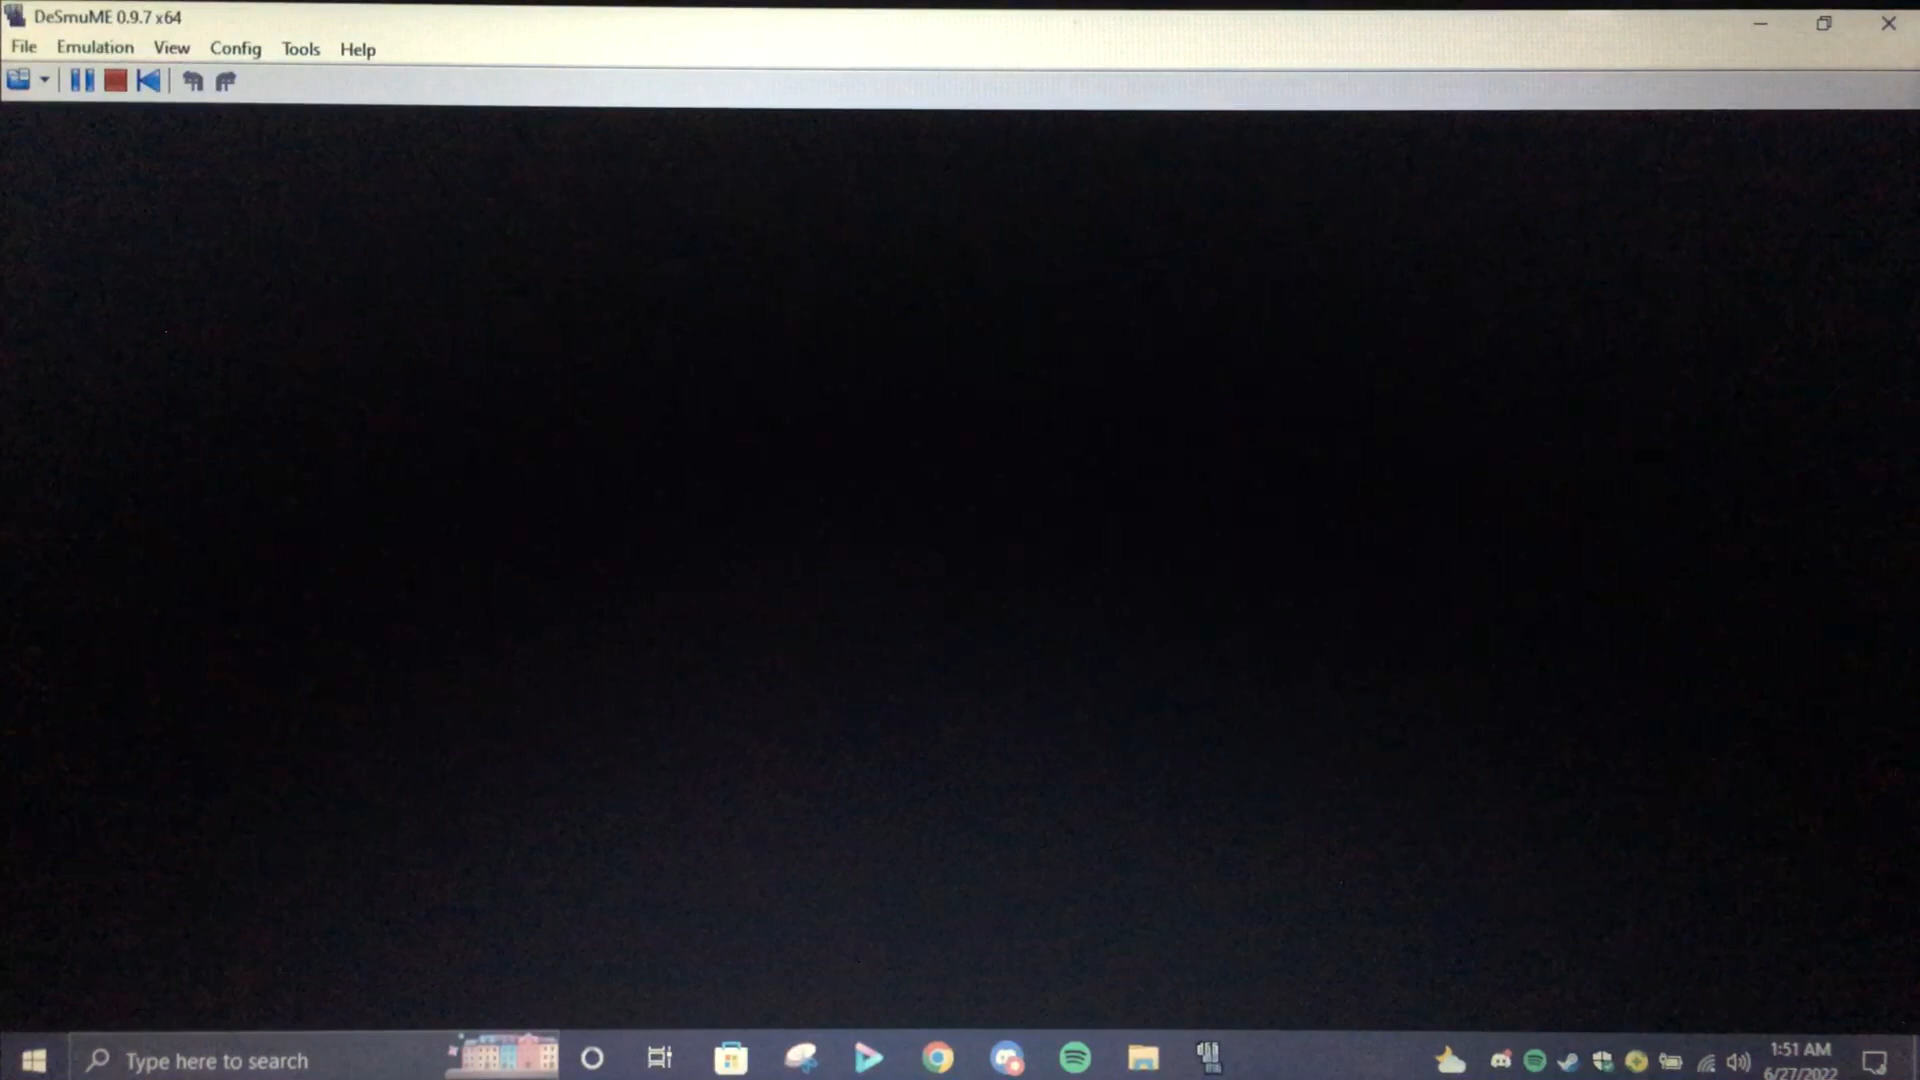 DeSmuME 0.9.7 x64
File Emulation View Config Tools Help
Type here to search
1:51 AM
6/27/2022